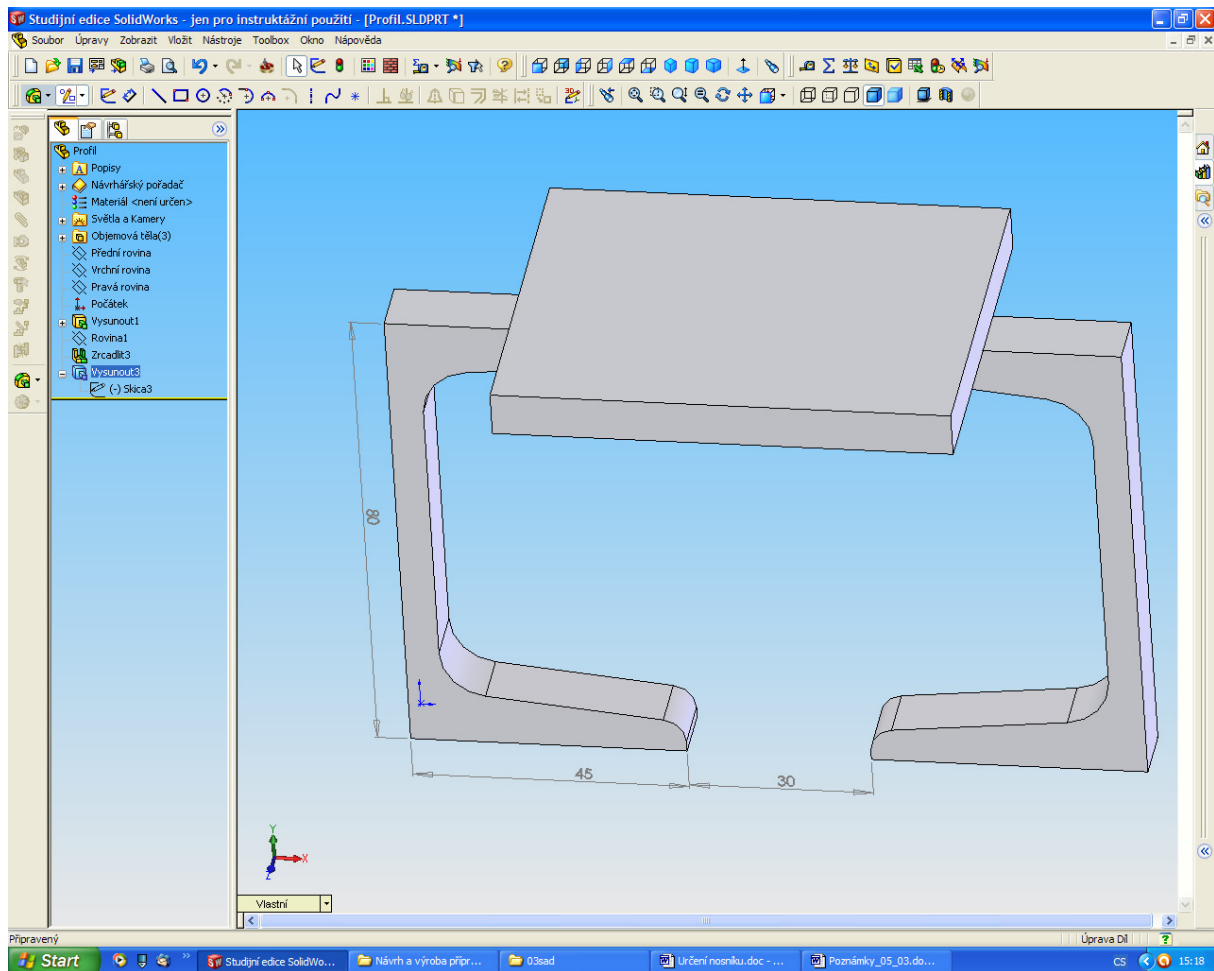 Studijní edice SolidWorks - jen pro instruktážní použití - [Profil.SLDPRT *]
Soubor Úpravy Zobrazit Vložit Nástroje Toolbox Okno Nápověda
3D
Profil
A Popisy
Návrhářský pořadač
Materiál <není určen>
Světla a Kamery
Objemová těla(3)
Přední rovina
Vrchní rovina
Pravá rovina
Počátek
Vysunout1
Rovina1
Zrcadlit3
Vysunout3
(-) Skica3
80
45
30
Y
X
Z
Vlastní
Připravený
Úprava Díl
Start
Studijní edice SolidWo...
Návrh a výroba přípr...
03sad
Určení nosníku.doc - ...
Poznámky_05_03.do...
CS
15:18